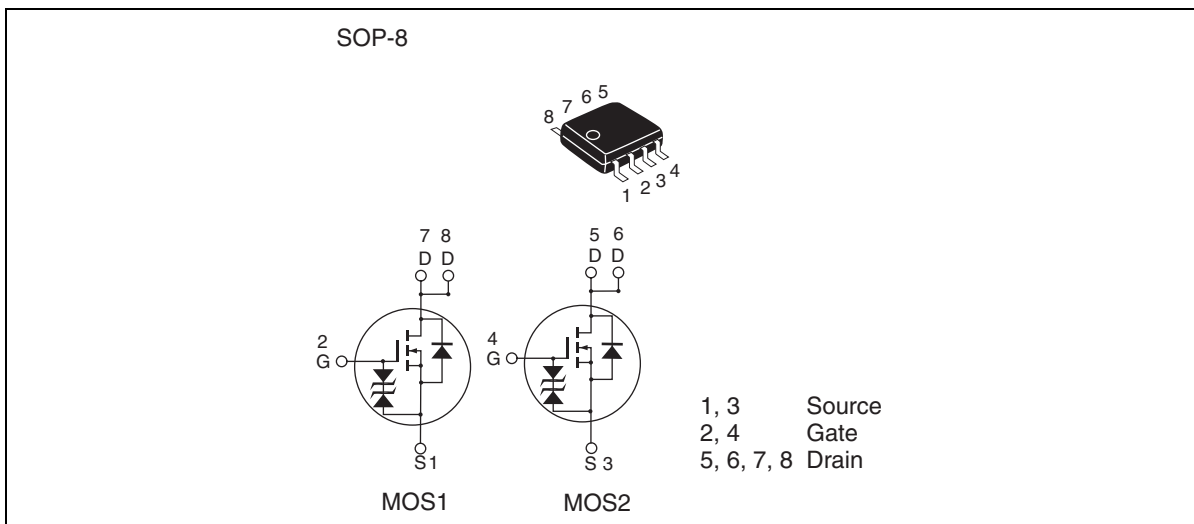 SOP-8
8 7 6 5
1 2 3 4
7 8
D D
2
G
S 1
MOS1
5 6
D D
4
G
S 3
MOS2
1, 3 Source
2, 4 Gate
5, 6, 7, 8 Drain